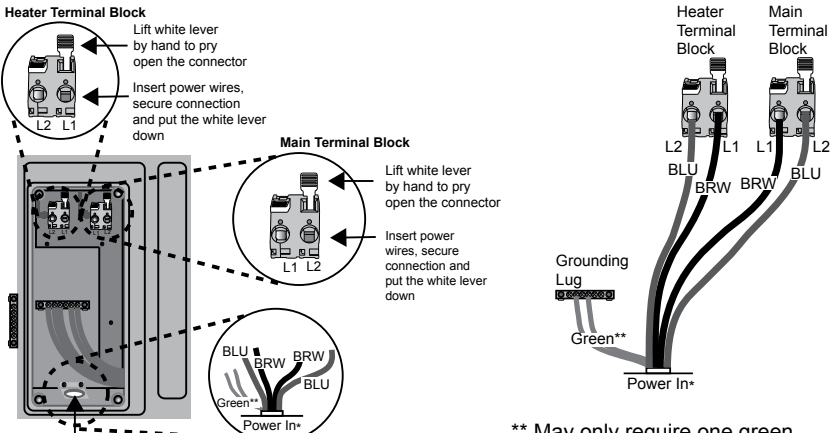 Heater Terminal Block
Lift white lever
by hand to pry
open the connector
Insert power wires,
secure connection
and put the white lever
down
L2 L1
Main Terminal Block
Lift white lever
by hand to pry
open the connector
Insert power
wires, secure
connection and
put the white lever
down
L1 L2
L2 L1
L1 L2
BLU
BRW
BRW
BLU
Green**
Power In*
Heater
Terminal
Block
Main
Terminal
Block
L2
L1
L1
L2
BLU
BRW
BRW
BLU
Grounding
Lug
Green**
Power In*
** May only require one green